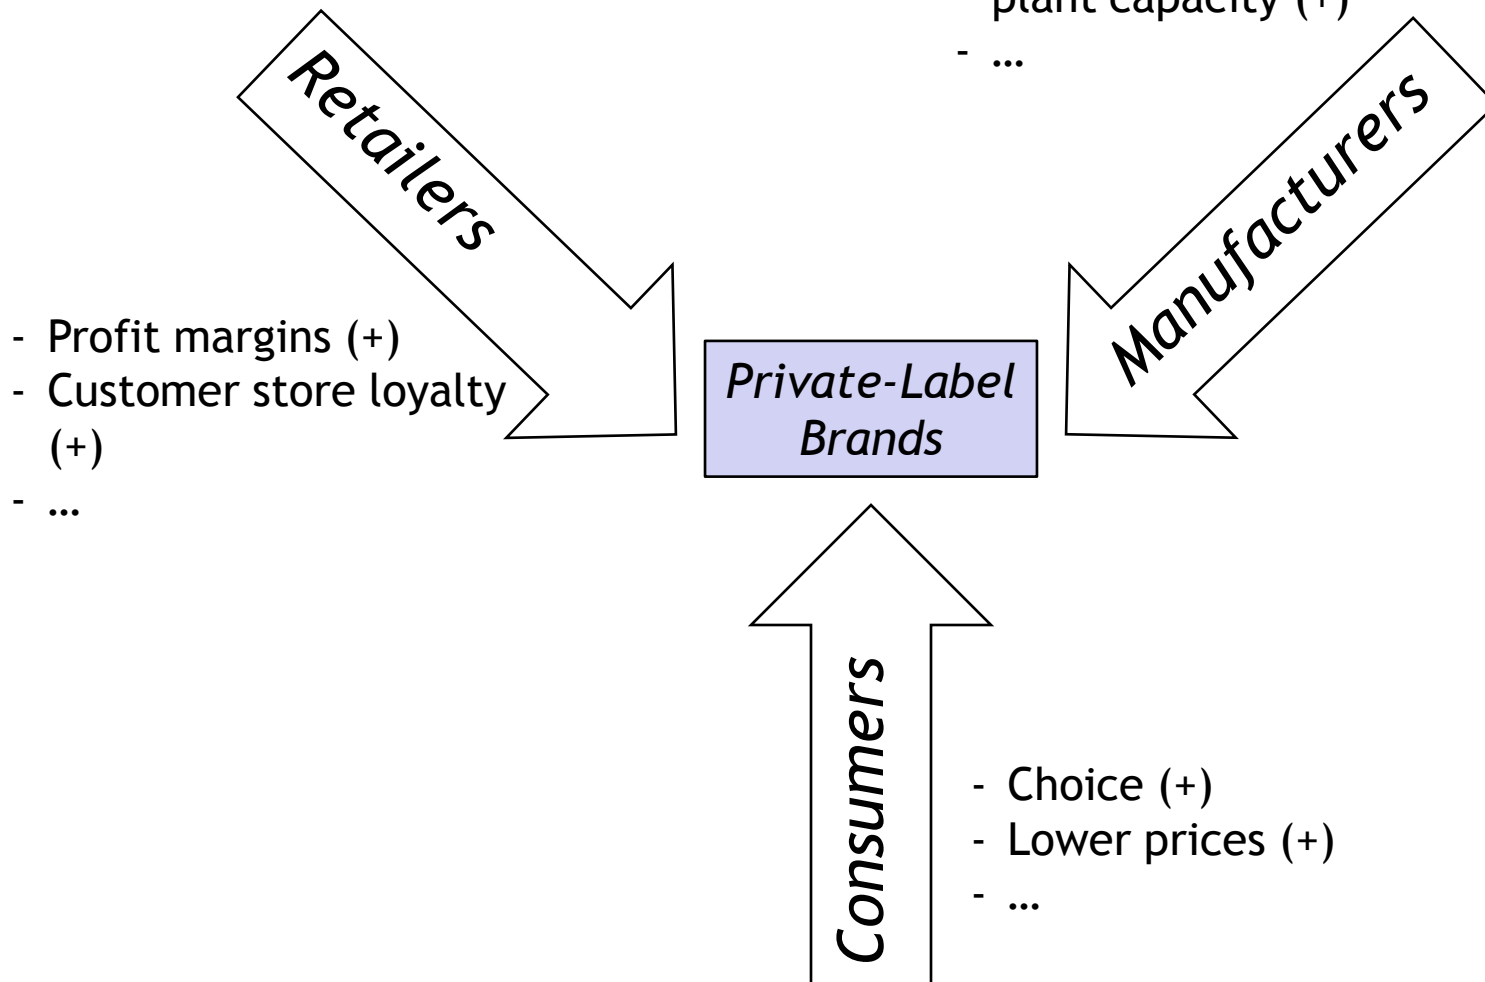 plant capacity (+)
- ...
Retailers
Manufacturers
- Profit margins (+)
- Customer store loyalty
(+)
- ...
Private-Label
Brands
Consumers
- Choice (+)
- Lower prices (+)
- ...